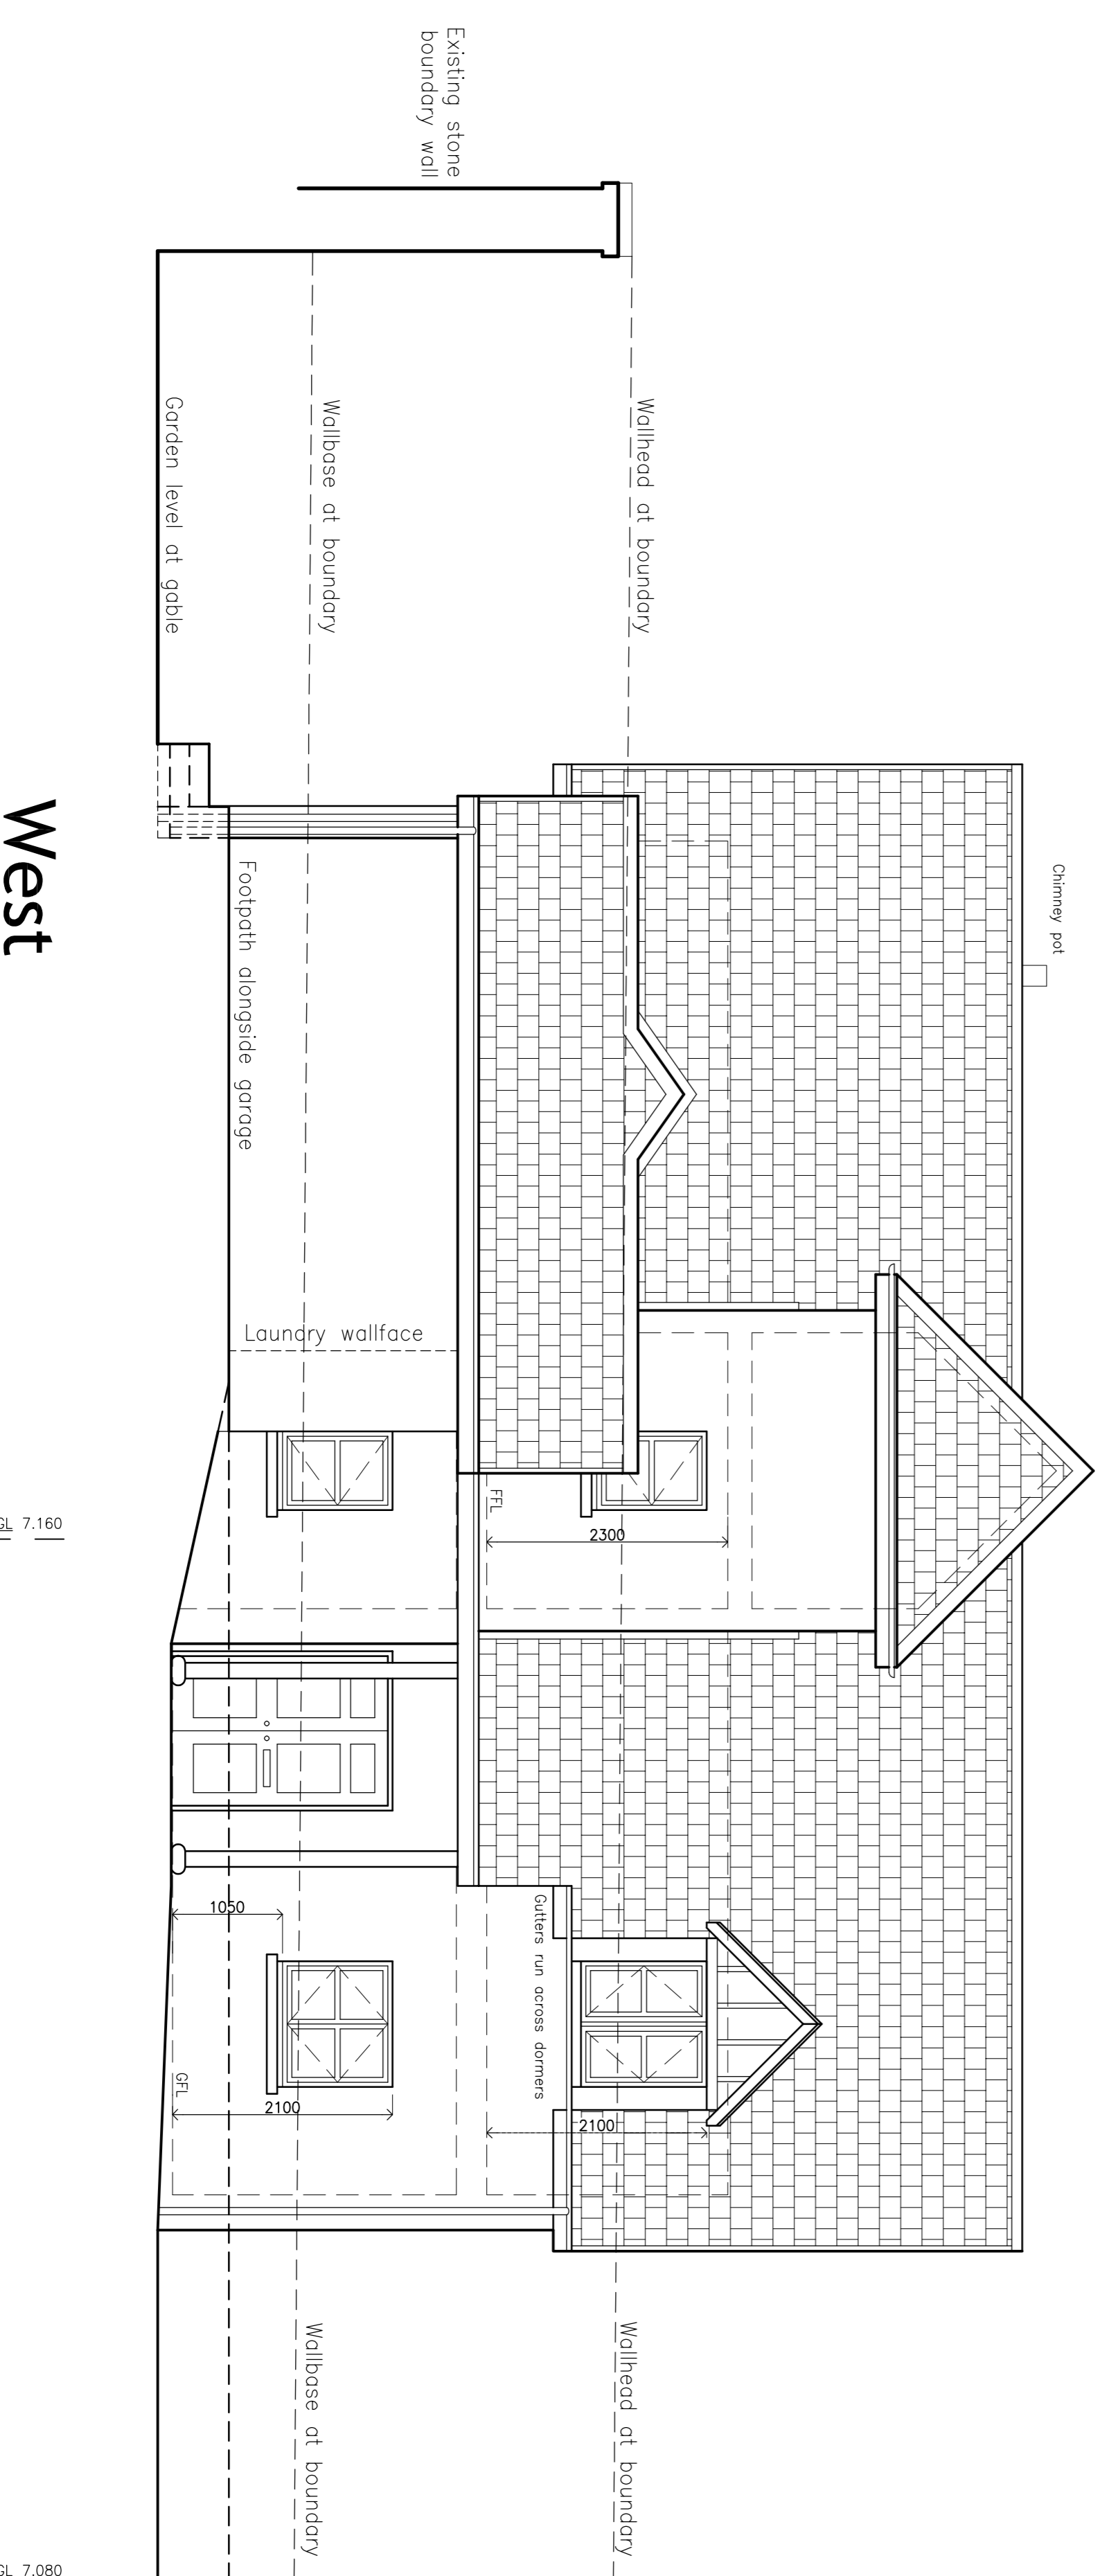 Chimney pot
Existing stone
boundary wall
Wallhead at boundary
Wallbase at boundary
Garden level at gable
Footpath alongside garage
Laundry wallface
FFL
2300
Gutters run across dormers
1050
GFL
2100
2100
Wallhead at boundary
Wallbase at boundary
West
GL 7.160
GL 7.080